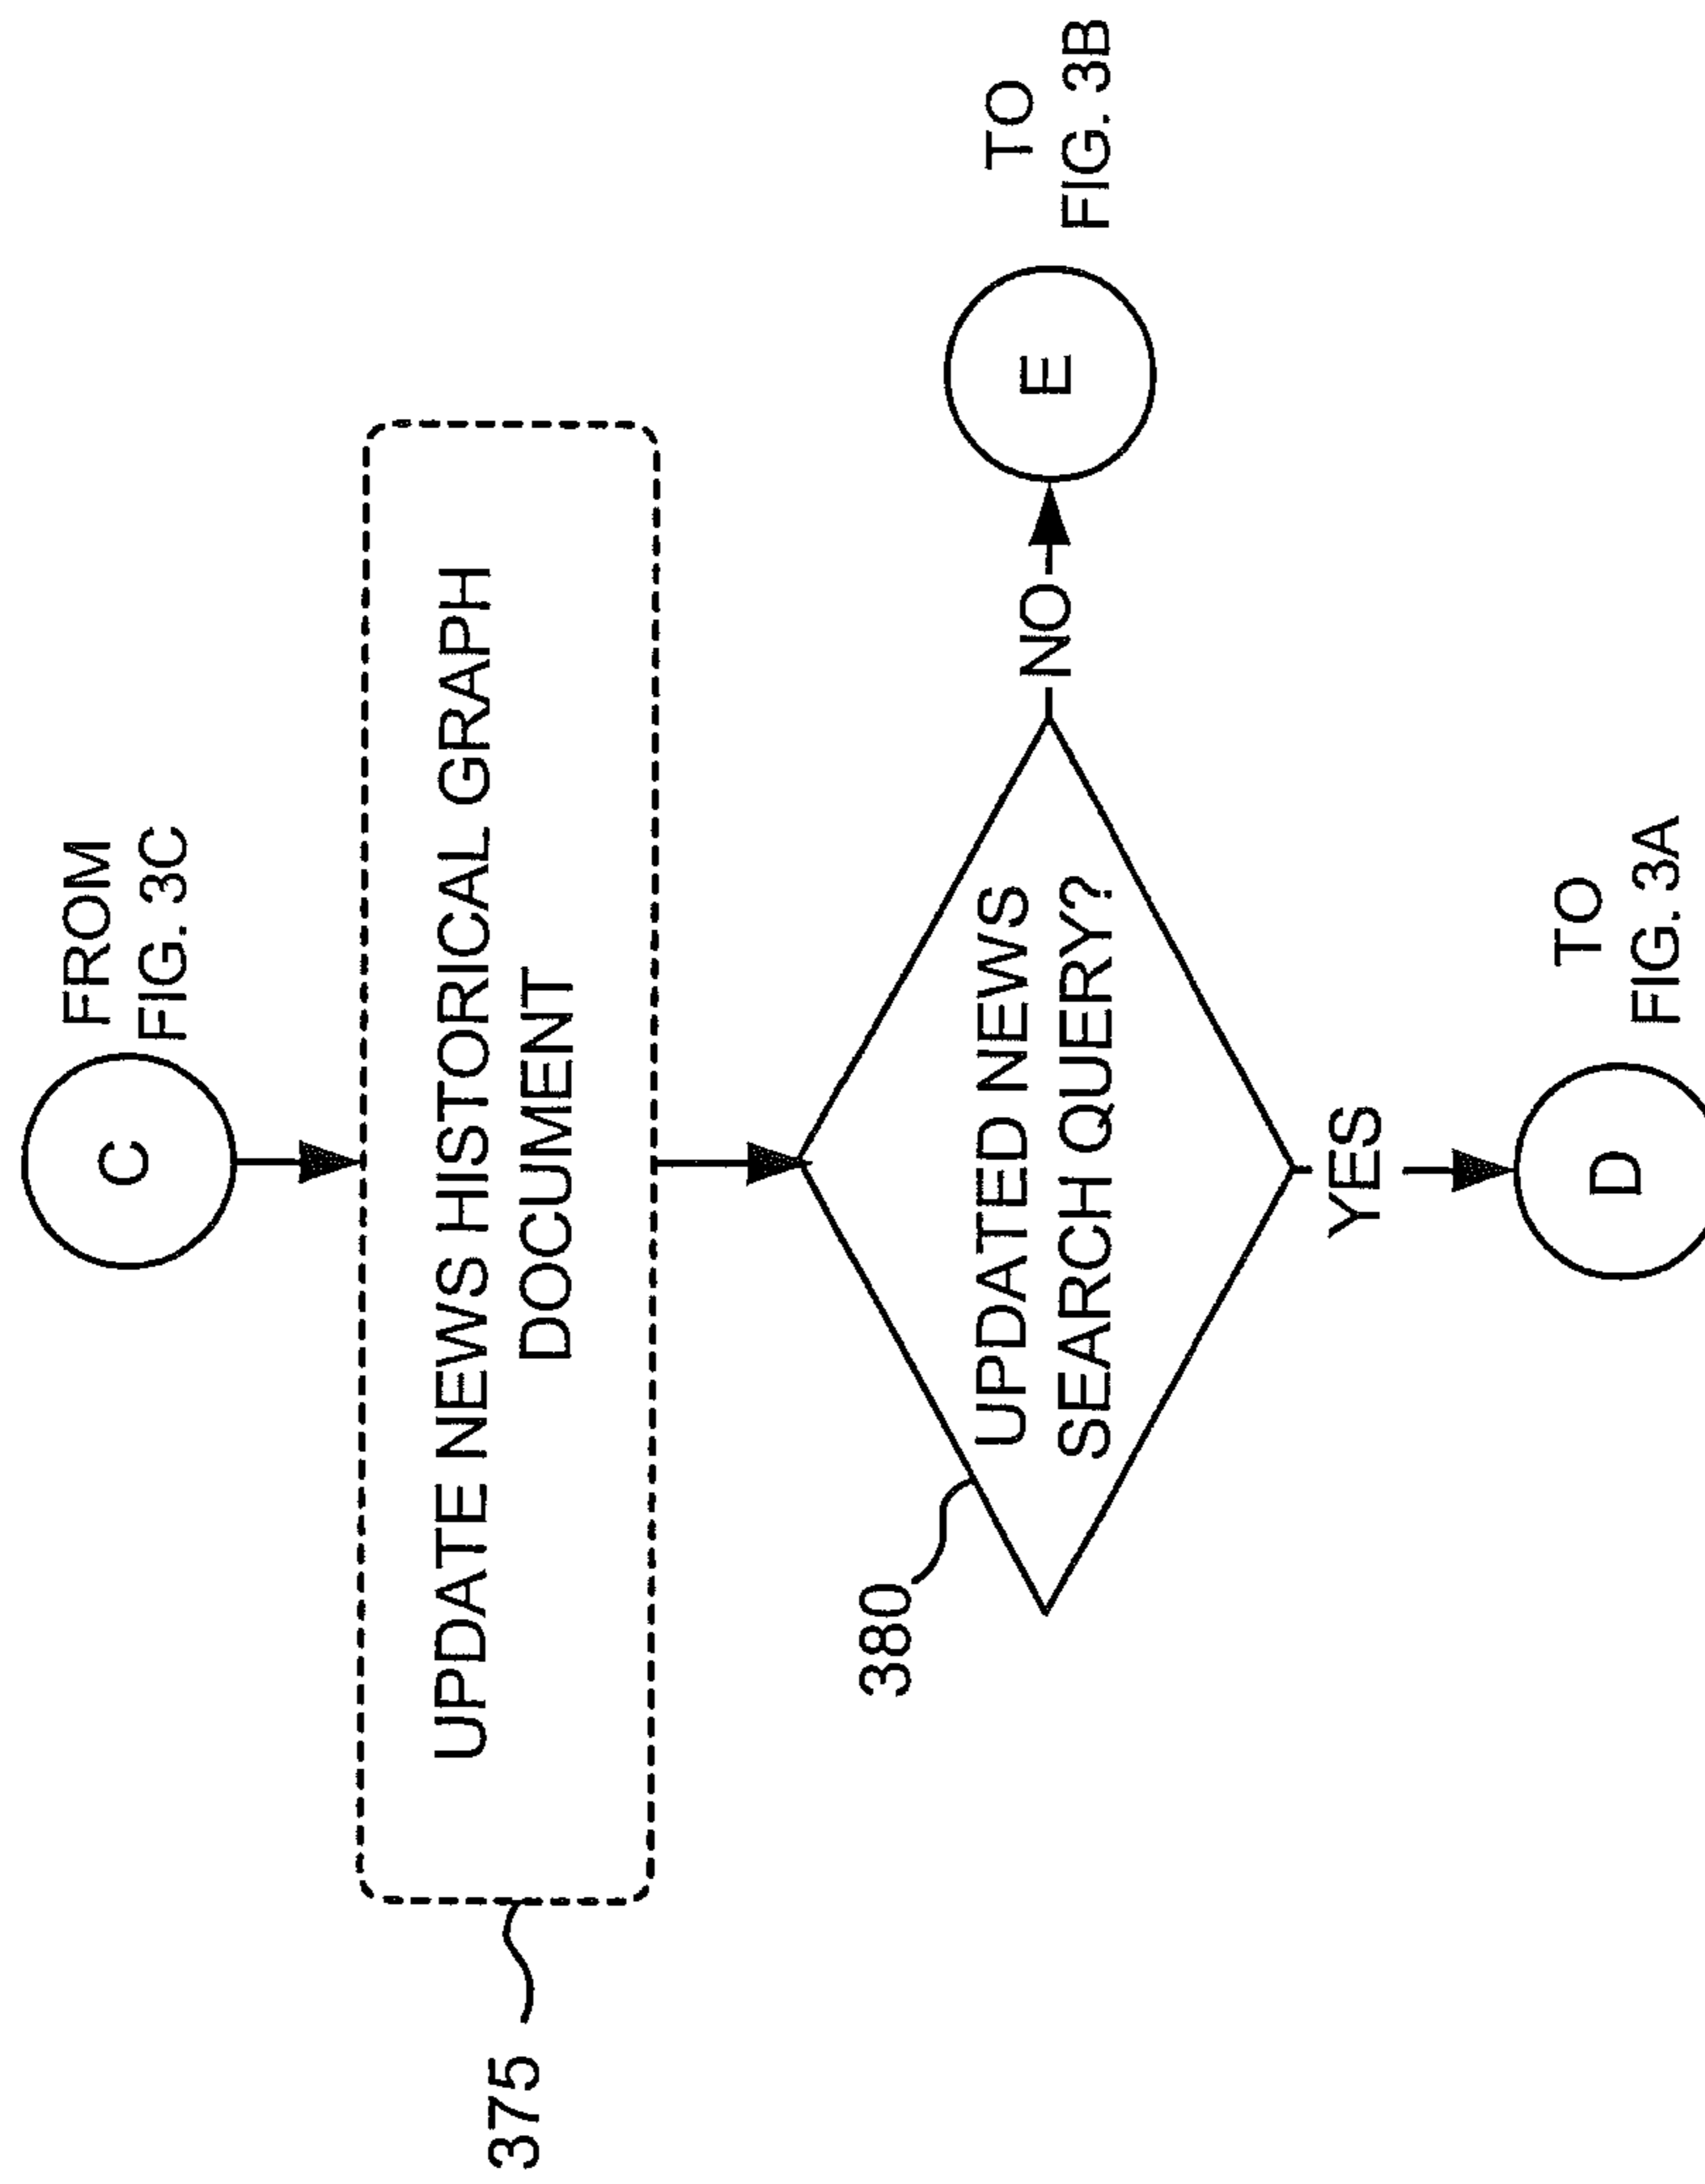 FROM
FIG. 3C
C
UPDATE NEWS HISTORICAL GRAPH
DOCUMENT
375
380
UPDATED NEWS
SEARCH QUERY?
NO
E
TO
FIG. 3B
YES
D
TO
FIG. 3A